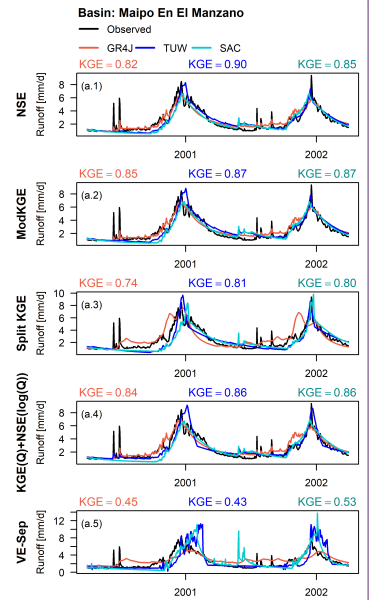 Basin: Maipo En El Manzano
Observed
GR4J TUW SAC
KGE = 0.82 KGE = 0.90 KGE = 0.85
NSE
Runoff [mm/d]
8
6
4
2
(a.1)
2001 2002
KGE = 0.85 KGE = 0.87 KGE = 0.87
ModKGE
Runoff [mm/d]
8
6
4
2
(a.2)
2001 2002
KGE = 0.74 KGE = 0.81 KGE = 0.80
Split KGE
Runoff [mm/d]
10
8
6
4
2
(a.3)
2001 2002
KGE = 0.84 KGE = 0.86 KGE = 0.86
KGE(Q)+NSE(log(Q))
Runoff [mm/d]
8
6
4
2
(a.4)
2001 2002
KGE = 0.45 KGE = 0.43 KGE = 0.53
VE-Sep
Runoff [mm/d]
12
8
4
0
(a.5)
2001 2002